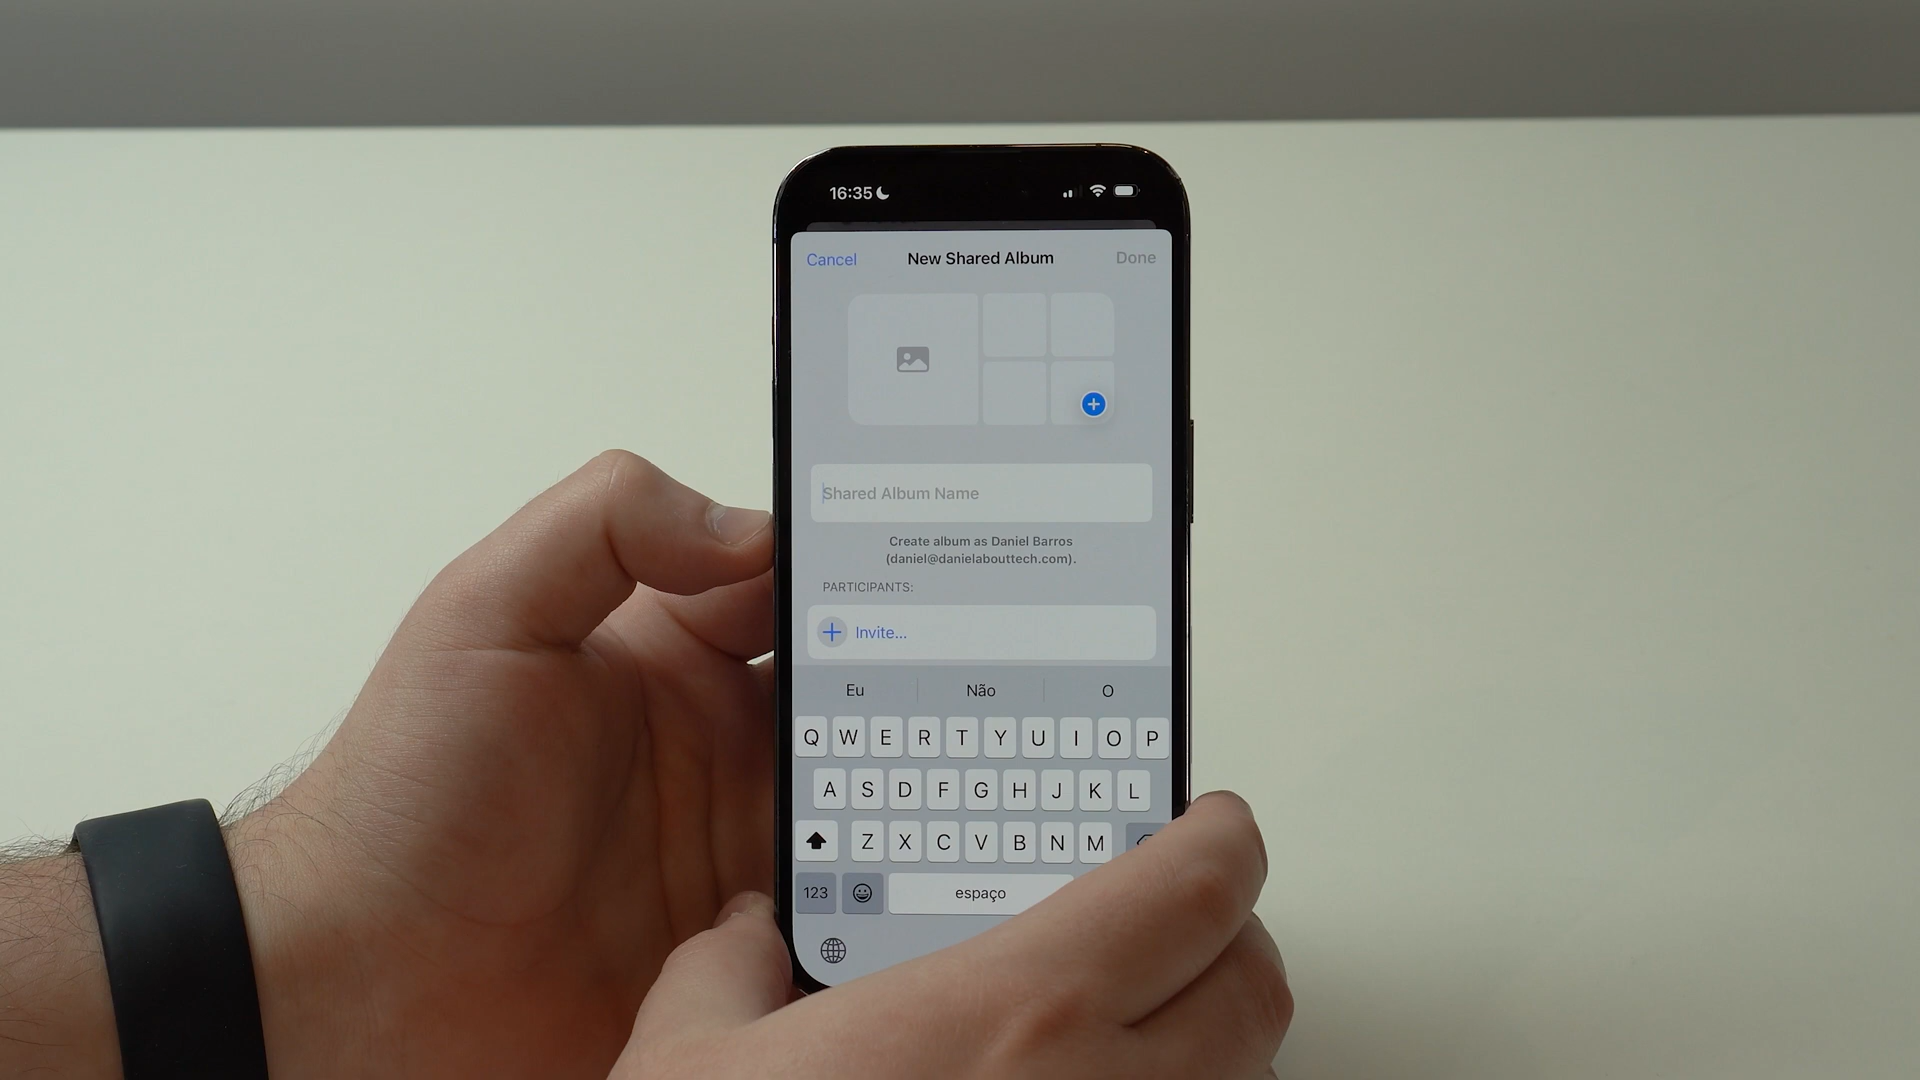 16:35
Cancel New Shared Album Done
Shared Album Name
Create album as Daniel Barros
(daniel@danielabouttech.com).
PARTICIPANTS:
Invite...
Eu Não O
Q W E R T Y U I O P
A S D F G H J K L
Z X C V B N M
123 espaço